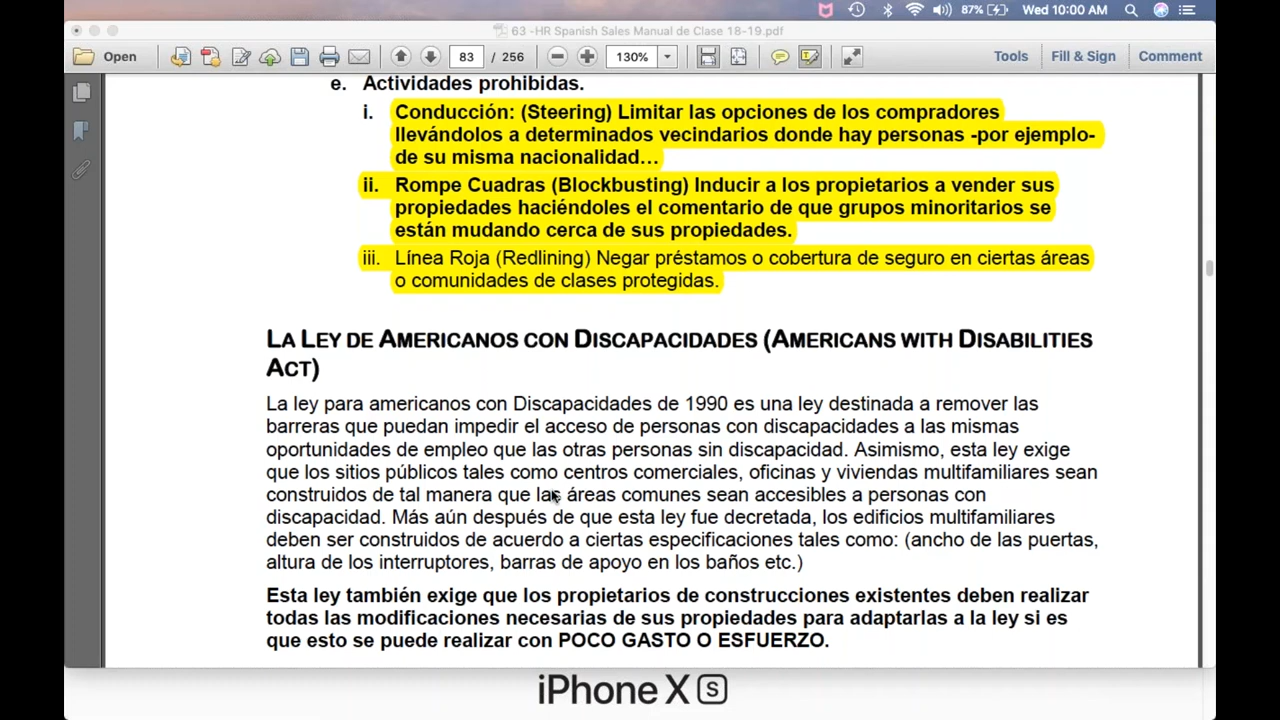 87%
Wed 10:00 AM
63 -HR Spanish Sales Manual de Clase 18-19.pdf
Open
83 / 256
130%
Tools
Fill & Sign
Comment
e. Actividades prohibidas.
i. Conducción: (Steering) Limitar las opciones de los compradores
llevándolos a determinados vecindarios donde hay personas -por ejemplo-
de su misma nacionalidad…
ii. Rompe Cuadras (Blockbusting) Inducir a los propietarios a vender sus
propiedades haciéndoles el comentario de que grupos minoritarios se
están mudando cerca de sus propiedades.
iii. Línea Roja (Redlining) Negar préstamos o cobertura de seguro en ciertas áreas
o comunidades de clases protegidas.
LA LEY DE AMERICANOS CON DISCAPACIDADES (AMERICANS WITH DISABILITIES
ACT)
La ley para americanos con Discapacidades de 1990 es una ley destinada a remover las
barreras que puedan impedir el acceso de personas con discapacidades a las mismas
oportunidades de empleo que las otras personas sin discapacidad. Asimismo, esta ley exige
que los sitios públicos tales como centros comerciales, oficinas y viviendas multifamiliares sean
construidos de tal manera que las áreas comunes sean accesibles a personas con
discapacidad. Más aún después de que esta ley fue decretada, los edificios multifamiliares
deben ser construidos de acuerdo a ciertas especificaciones tales como: (ancho de las puertas,
altura de los interruptores, barras de apoyo en los baños etc.)
Esta ley también exige que los propietarios de construcciones existentes deben realizar
todas las modificaciones necesarias de sus propiedades para adaptarlas a la ley si es
que esto se puede realizar con POCO GASTO O ESFUERZO.
iPhone XS